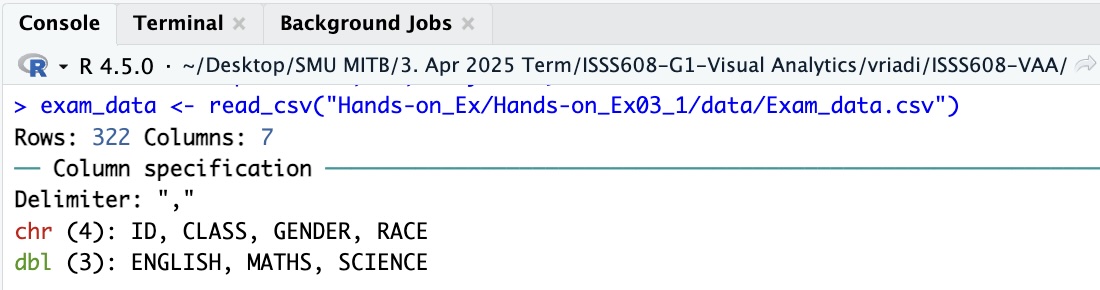 Console Terminal × Background Jobs ×
R R 4.5.0 · ~/Desktop/SMU MITB/3. Apr 2025 Term/ISSS608-G1-Visual Analytics/vriadi/ISSS608-VAA/
> exam_data <- read_csv("Hands-on_Ex/Hands-on_Ex03_1/data/Exam_data.csv")
Rows: 322 Columns: 7
── Column specification ──────────────────────────
Delimiter: ","
chr (4): ID, CLASS, GENDER, RACE
dbl (3): ENGLISH, MATHS, SCIENCE